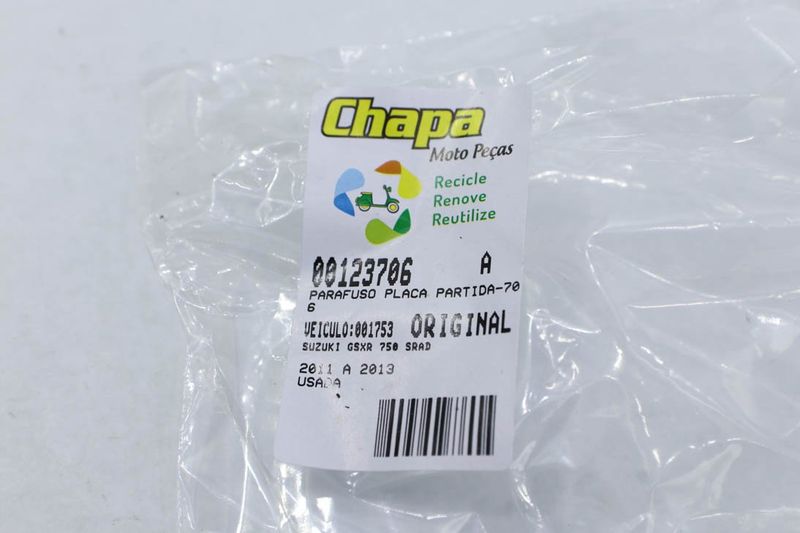 Chapa
Moto Peças
Recicle
Renove
Reutilize
00123706 A
PARAFUSO PLACA PARTIDA-70
6
VEICULO:001753 ORIGINAL
SUZUKI GSXR 750 SRAD
2011 A 2013
USADA